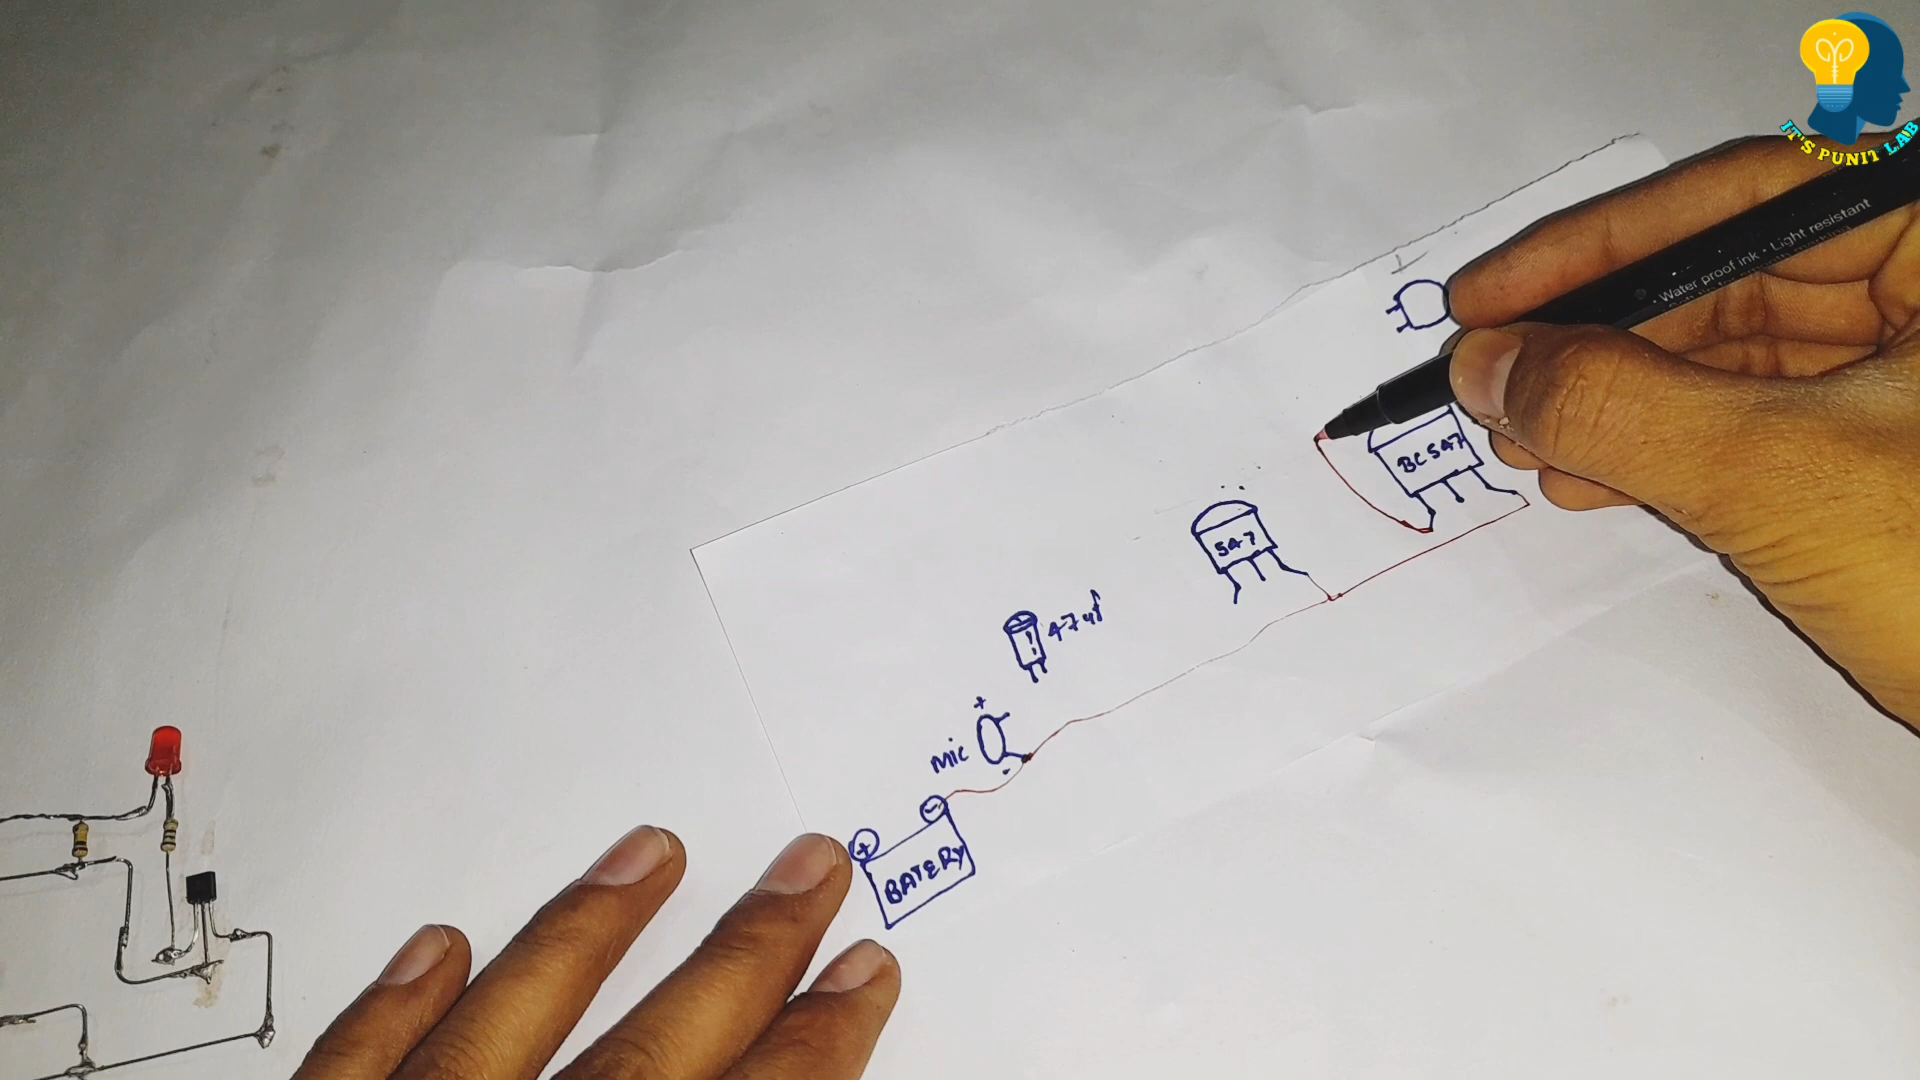 IT'S PUNIT LAB
Water proof ink · Light resistant
BC547
547
47uf
+
mic
-
-
+
BATERY